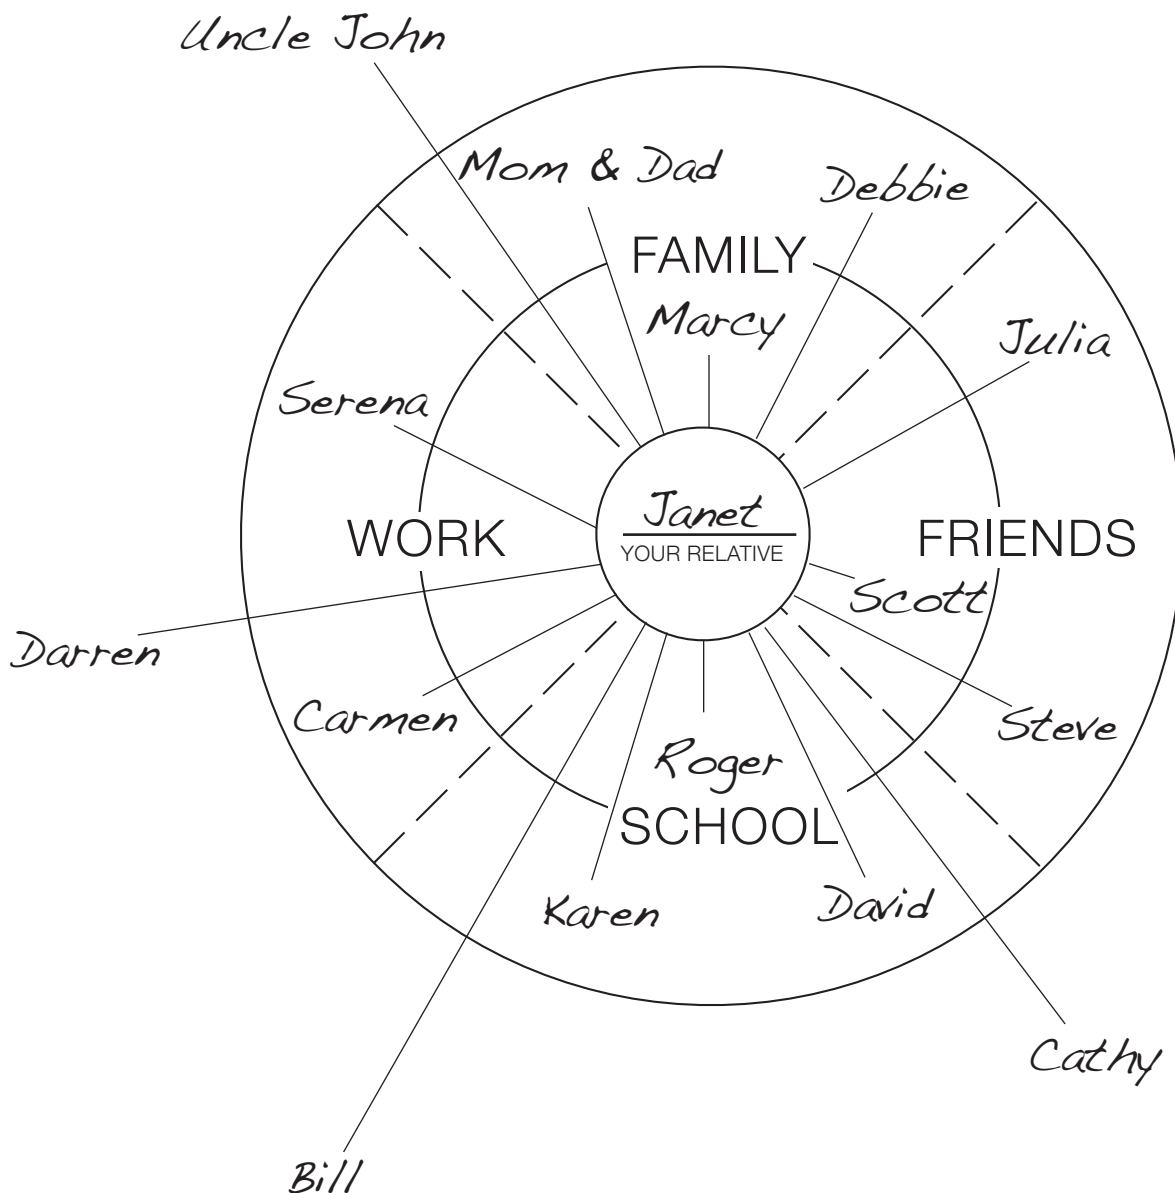 Uncle John
Mom & Dad
Debbie
FAMILY
Marcy
Julia
Serena
Janet
YOUR RELATIVE
WORK
FRIENDS
Scott
Darren
Carmen
Steve
Roger
SCHOOL
Karen
David
Cathy
Bill